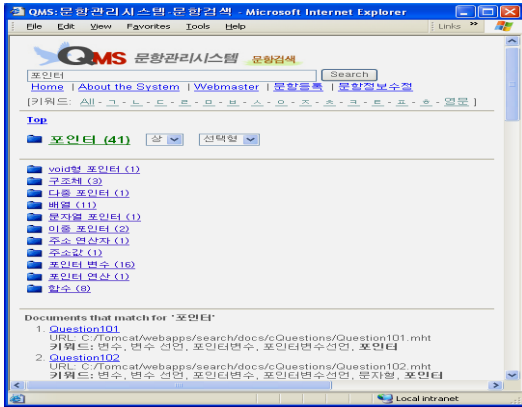 QMS:문항관리시스템-문항검색 - Microsoft Internet Explorer
File Edit View Favorites Tools Help Links »
QMS 문항관리시스템 문항검색
포인터 Search
Home | About the System | Webmaster | 문항등록 | 문항정보수정
[키워드: All - ㄱ - ㄴ - ㄷ - ㄹ - ㅁ - ㅂ - ㅅ - ㅇ - ㅈ - ㅊ - ㅋ - ㅌ - ㅍ - ㅎ - 영문 ]
Top
포인터 (41) 상 선택형
void형 포인터 (1)
구조체 (3)
다중 포인터 (1)
배열 (11)
문자열 포인터 (1)
이중 포인터 (2)
주소 연산자 (1)
주소값 (1)
포인터 변수 (16)
포인터 연산 (1)
함수 (8)
Documents that match for '포인터'
1. Question101
URL: C:/Tomcat/webapps/search/docs/cQuestions/Question101.mht
키워드: 변수, 변수 선언, 포인터변수, 포인터변수선언, 포인터
2. Question102
URL: C:/Tomcat/webapps/search/docs/cQuestions/Question102.mht
키워드: 변수, 변수 선언, 포인터변수, 포인터변수선언, 문자형, 포인터
Local intranet